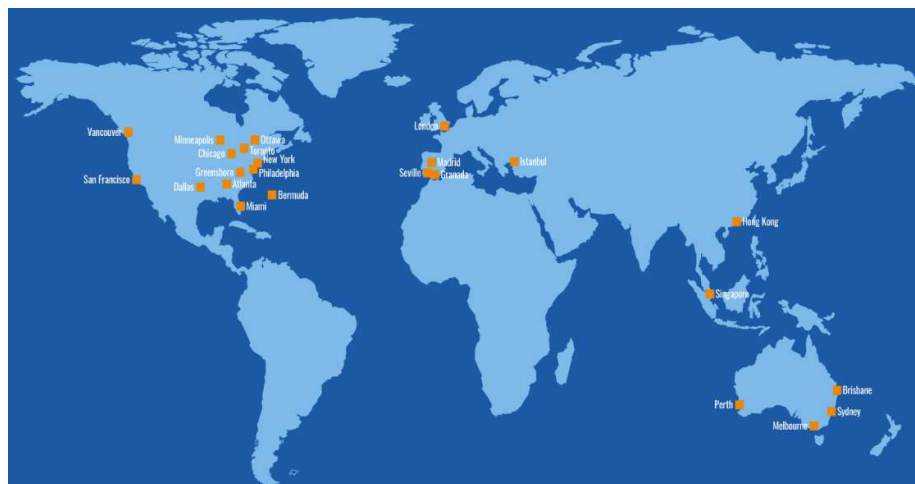 Vancouver
Minneapolis
Ottawa
Toronto
Chicago
New York
Philadelphia
Greensboro
San Francisco
Dallas
Atlanta
Bermuda
Miami
London
Madrid
Seville
Granada
Istanbul
Hong Kong
Singapore
Brisbane
Perth
Sydney
Melbourne